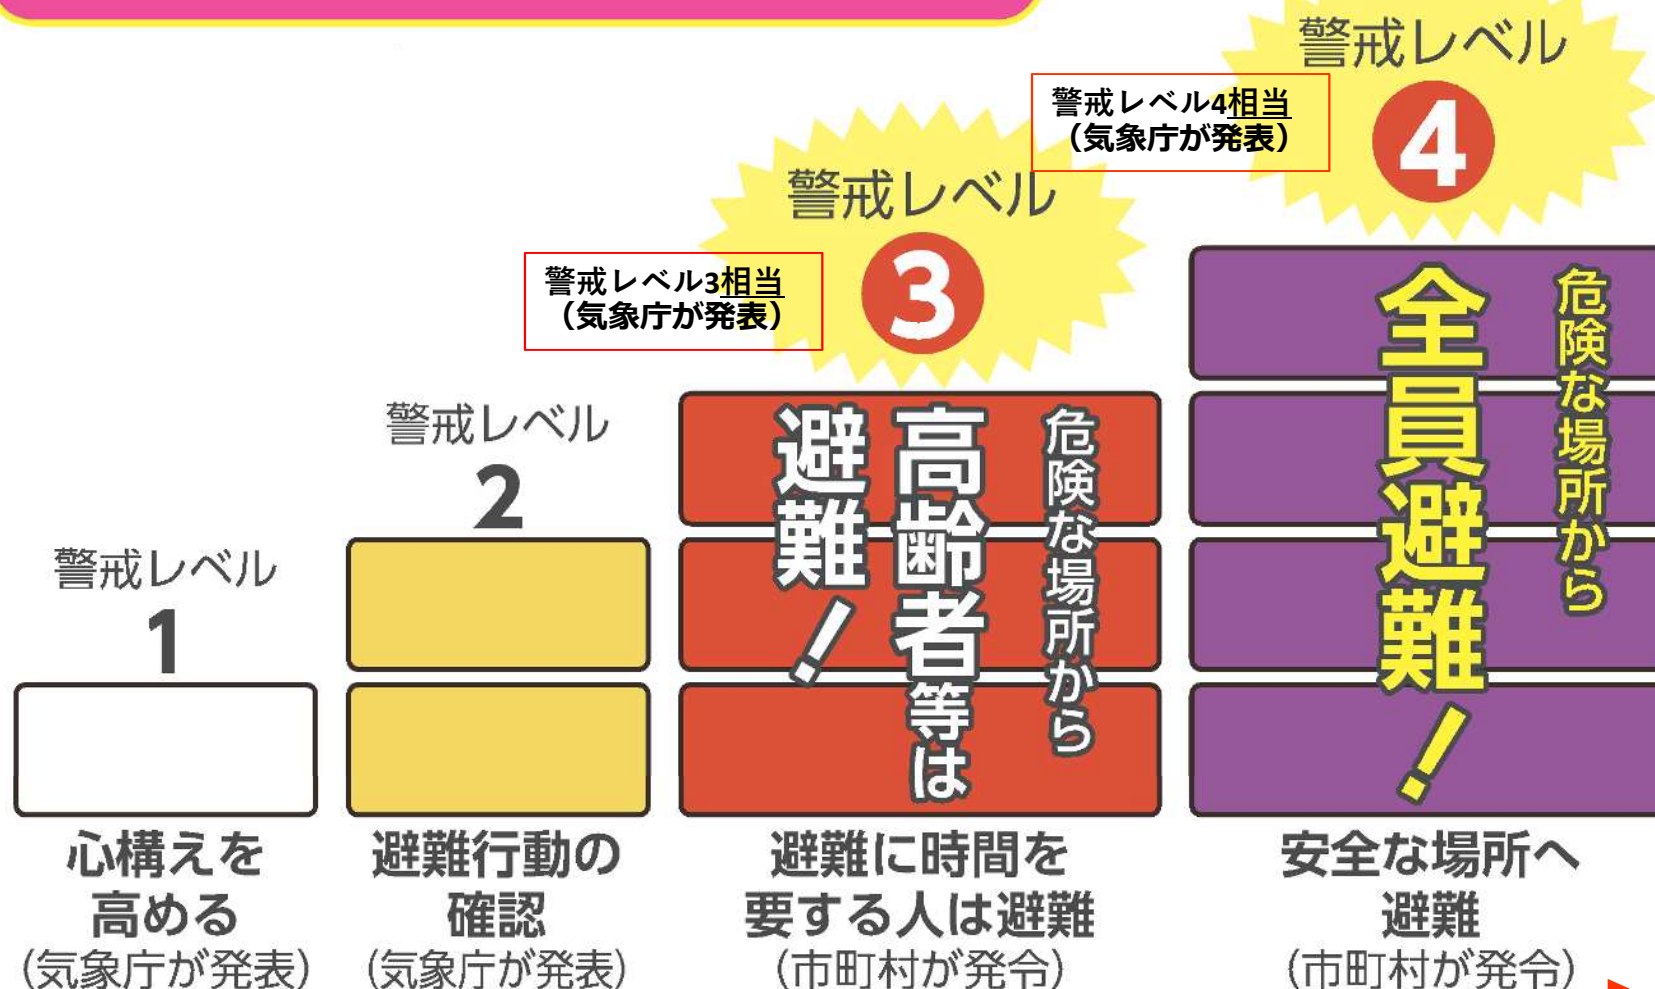 警戒レベル
1
心構えを
高める
(気象庁が発表)
警戒レベル
2
避難行動の
確認
(気象庁が発表)
警戒レベル3相当
(気象庁が発表)
警戒レベル
3
危険な場所から
高齢者等は
避難!
避難に時間を
要する人は避難
(市町村が発令)
警戒レベル4相当
(気象庁が発表)
警戒レベル
4
危険な場所から
全員避難!
安全な場所へ
避難
(市町村が発令)